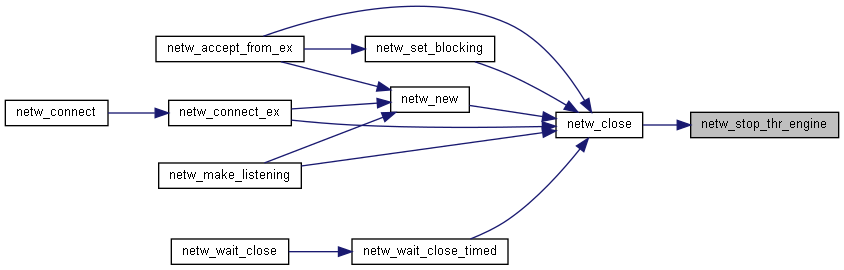 netw_accept_from_ex
netw_set_blocking
netw_new
netw_connect
netw_connect_ex
netw_close
netw_stop_thr_engine
netw_make_listening
netw_wait_close
netw_wait_close_timed